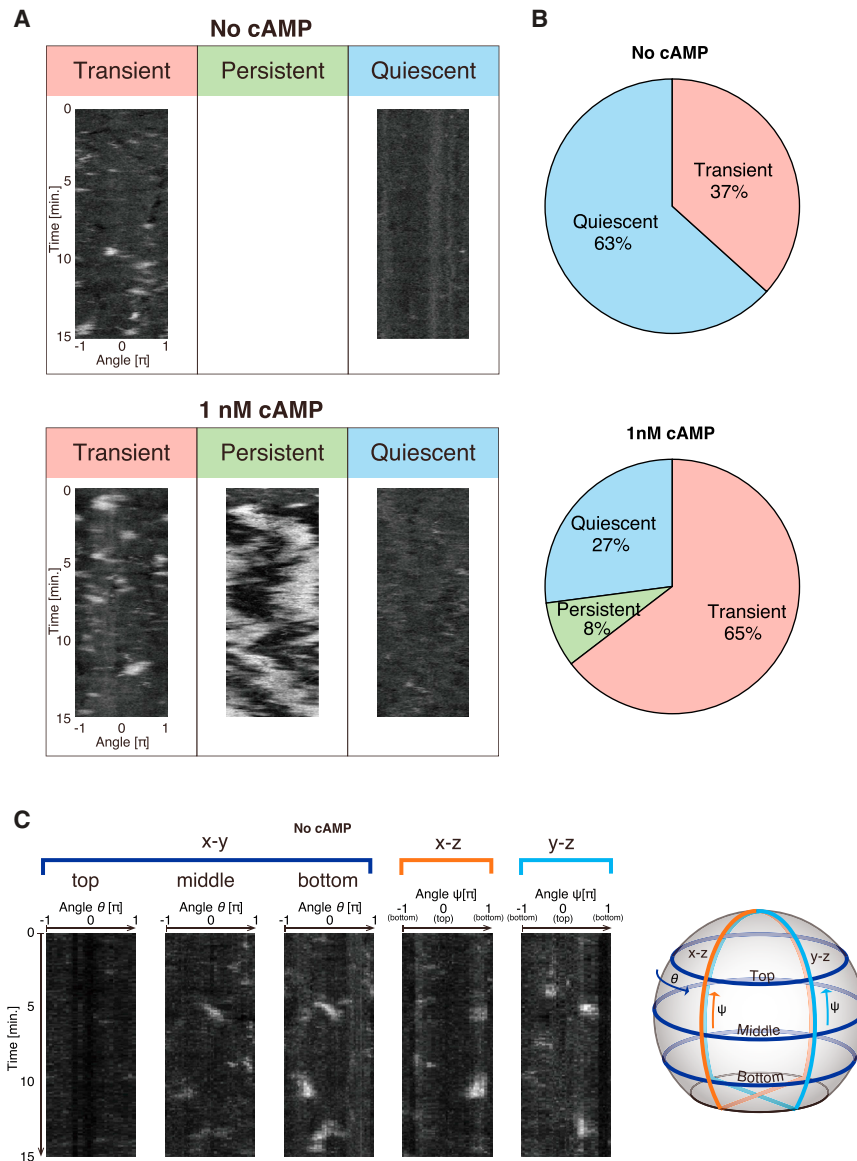 A
No cAMP
Transient Persistent Quiescent
0
5
10
15
Time [min.]
-1 0 1
Angle [π]
1 nM cAMP
Transient Persistent Quiescent
0
5
10
15
Time [min.]
-1 0 1
Angle [π]
B
No cAMP
Transient
37%
Quiescent
63%
1nM cAMP
Quiescent
27%
Persistent
8%
Transient
65%
C
No cAMP
x-y x-z y-z
top middle bottom
Angle θ [π] Angle θ [π] Angle θ [π] Angle Ψ[π] Angle Ψ[π]
-1 0 1 -1 0 1 -1 0 1 -1 0 1 -1 0 1
(bottom) (top) (bottom) (bottom) (top) (bottom)
0
5
10
15
Time [min.]
x-z y-z
θ Top
Ψ Ψ
Middle
Bottom